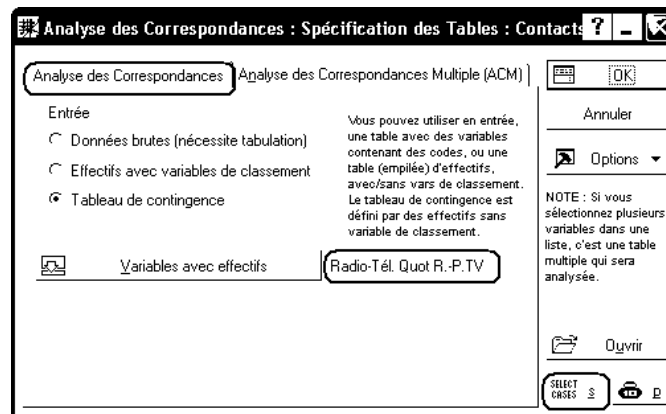 Analyse des Correspondances : Spécification des Tables : Contacts
?
Analyse des Correspondances
Analyse des Correspondances Multiple (ACM)
Entrée
Données brutes (nécessite tabulation)
Effectifs avec variables de classement
Tableau de contingence
Vous pouvez utiliser en entrée,
une table avec des variables
contenant des codes, ou une
table (empilée) d'effectifs,
avec/sans vars de classement.
Le tableau de contingence est
défini par des effectifs sans
variable de classement.
Variables avec effectifs
Radio-Tél. Quot R.-P.TV
OK
Annuler
Options
NOTE : Si vous
sélectionnez plusieurs
variables dans une
liste, c'est une table
multiple qui sera
analysée.
Ouvrir
SELECT
CASES S
D